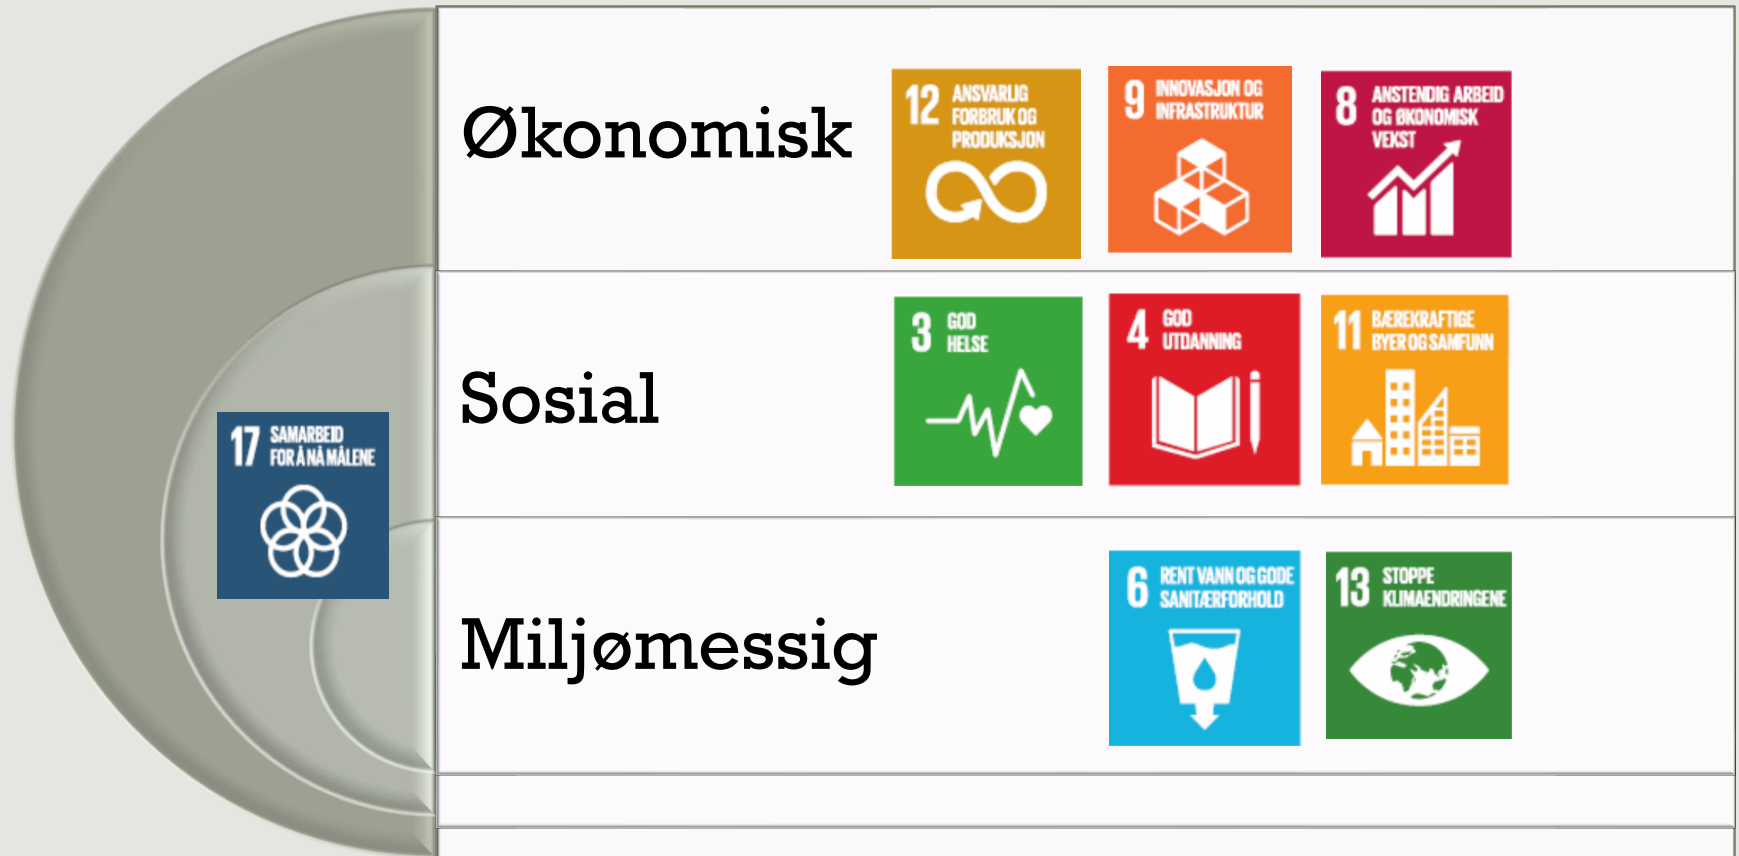 Økonomisk
12 ANSVARLIG
FORBRUK OG
PRODUKSJON
9 INNOVASJON OG
INFRASTRUKTUR
8 ANSTENDIG ARBEID
OG ØKONOMISK
VEKST
Sosial
3 GOD
HELSE
4 GOD
UTDANNING
11 BÆREKRAFTIGE
BYER OG SAMFUNN
17 SAMARBEID
FOR Å NÅ MÅLENE
Miljømessig
6 RENT VANN OG GODE
SANITÆRFORHOLD
13 STOPPE
KLIMAENDRINGENE